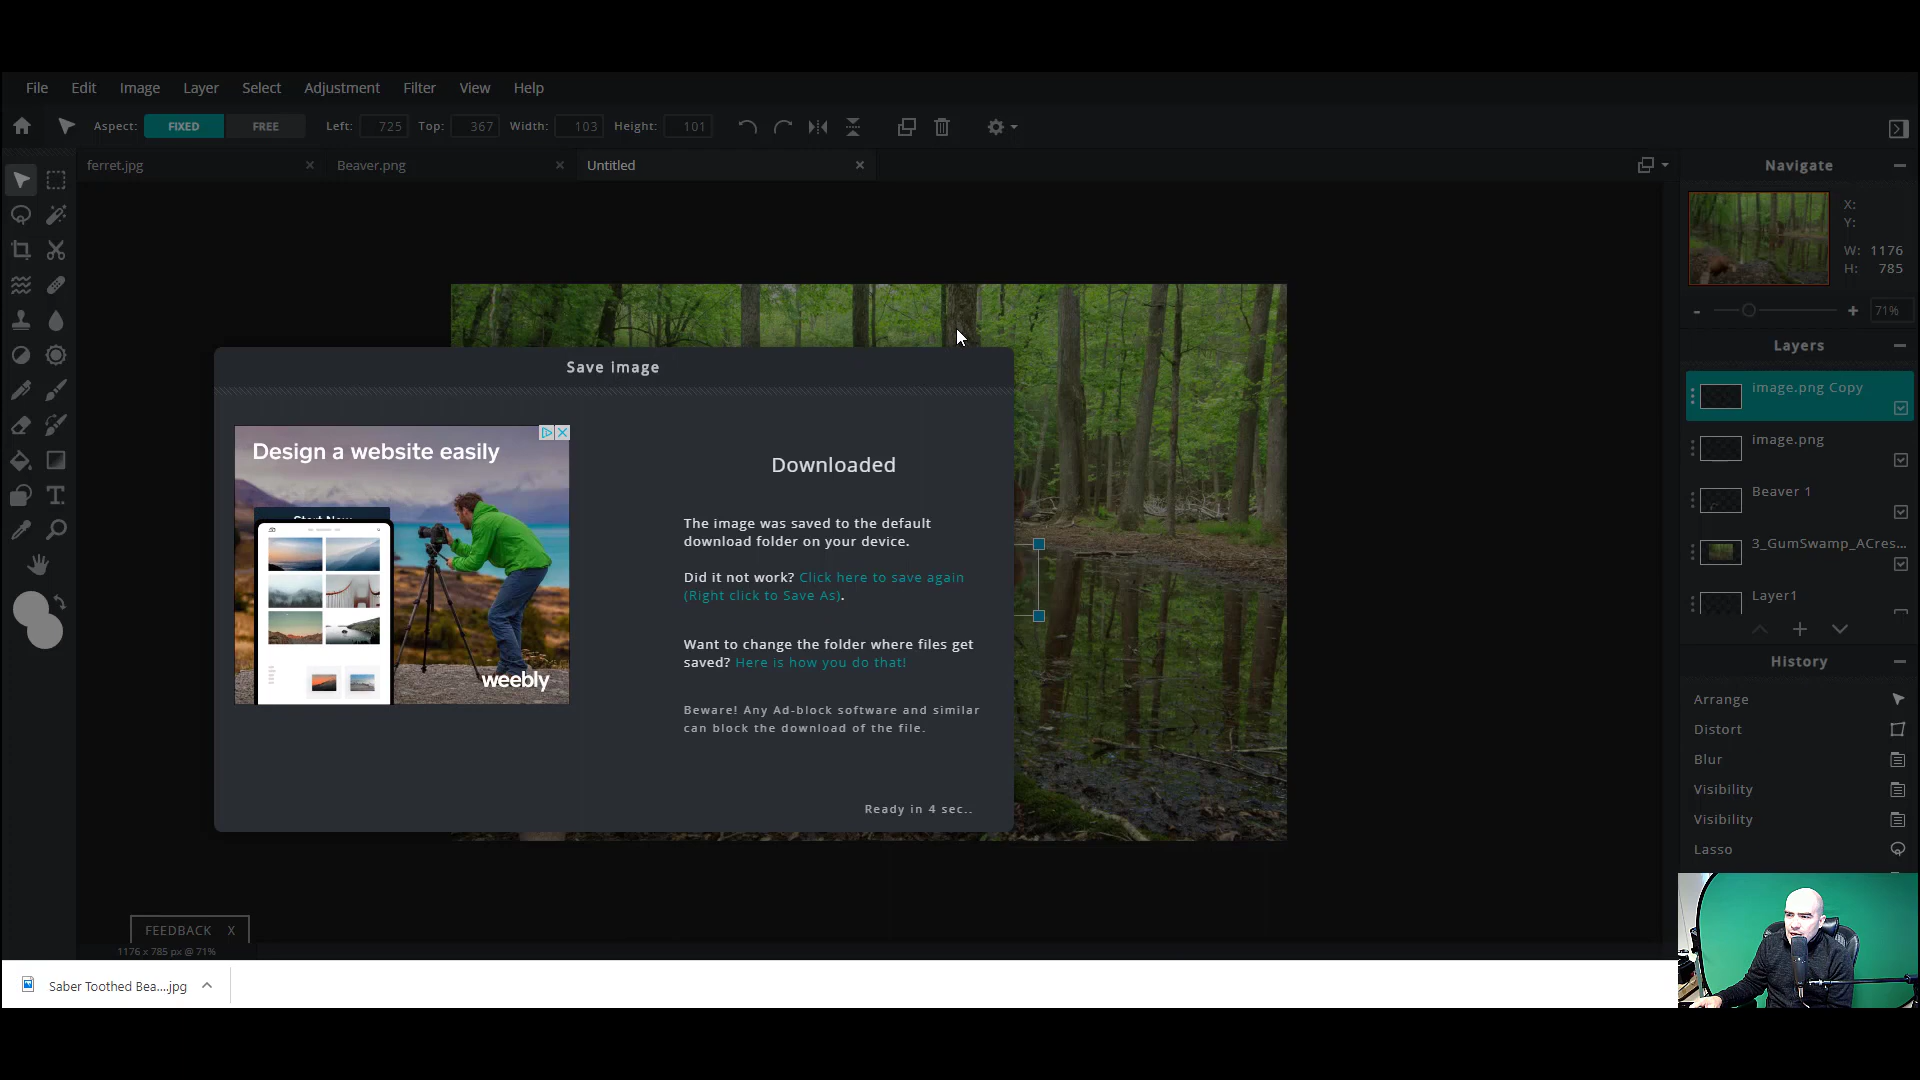 File Edit Image Layer Select Adjustment Filter View Help
Aspect: FIXED FREE Left: 725 Top: 367 Width: 103 Height: 101
ferret.jpg Beaver.png Untitled
Navigate
X:
Y:
W: 1176
H: 785
- + 71%
Layers
image.png Copy
image.png
Beaver 1
3_GumSwamp_ACres...
Layer1
History
Arrange
Distort
Blur
Visibility
Visibility
Lasso
Save image
Design a website easily
Start Now
weebly
Downloaded
The image was saved to the default
download folder on your device.
Did it not work? Click here to save again
(Right click to Save As).
Want to change the folder where files get
saved? Here is how you do that!
Beware! Any Ad-block software and similar
can block the download of the file.
Ready in 4 sec..
FEEDBACK X
1176 x 785 px @ 71%
Saber Toothed Bea....jpg